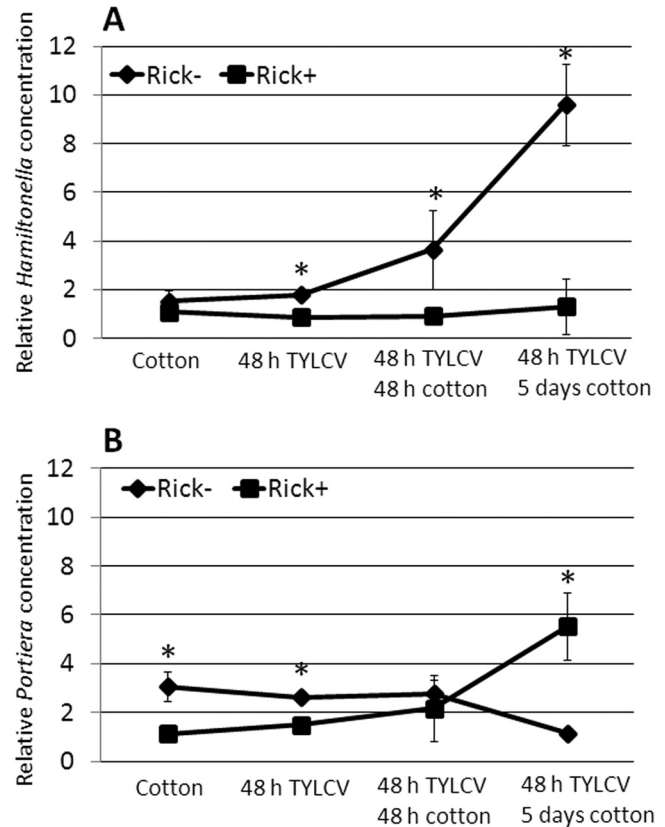 A
Relative Hamiltonella concentration
12
10
8
6
4
2
0
Rick- Rick+
*
*
*
Cotton
48 h TYLCV
48 h TYLCV
48 h cotton
48 h TYLCV
5 days cotton
B
Relative Portiera concentration
12
10
8
6
4
2
0
Rick- Rick+
*
*
*
Cotton
48 h TYLCV
48 h TYLCV
48 h cotton
48 h TYLCV
5 days cotton